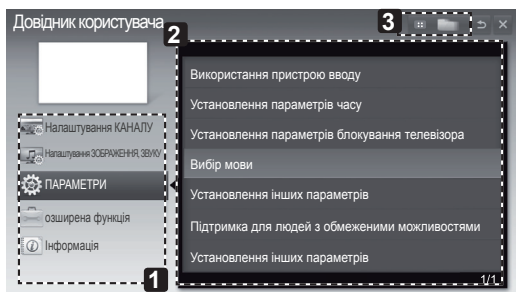 Довідник користувача
2
3
Використання пристрою вводу
Установлення параметрів часу
Установлення параметрів блокування телевізора
Вибір мови
Установлення інших параметрів
Підтримка для людей з обмеженими можливостями
Установлення інших параметрів
1/1
Налаштування КАНАЛУ
Налаштування ЗОБРАЖЕННЯ, ЗВУКУ
ПАРАМЕТРИ
озширена функція
Інформація
1